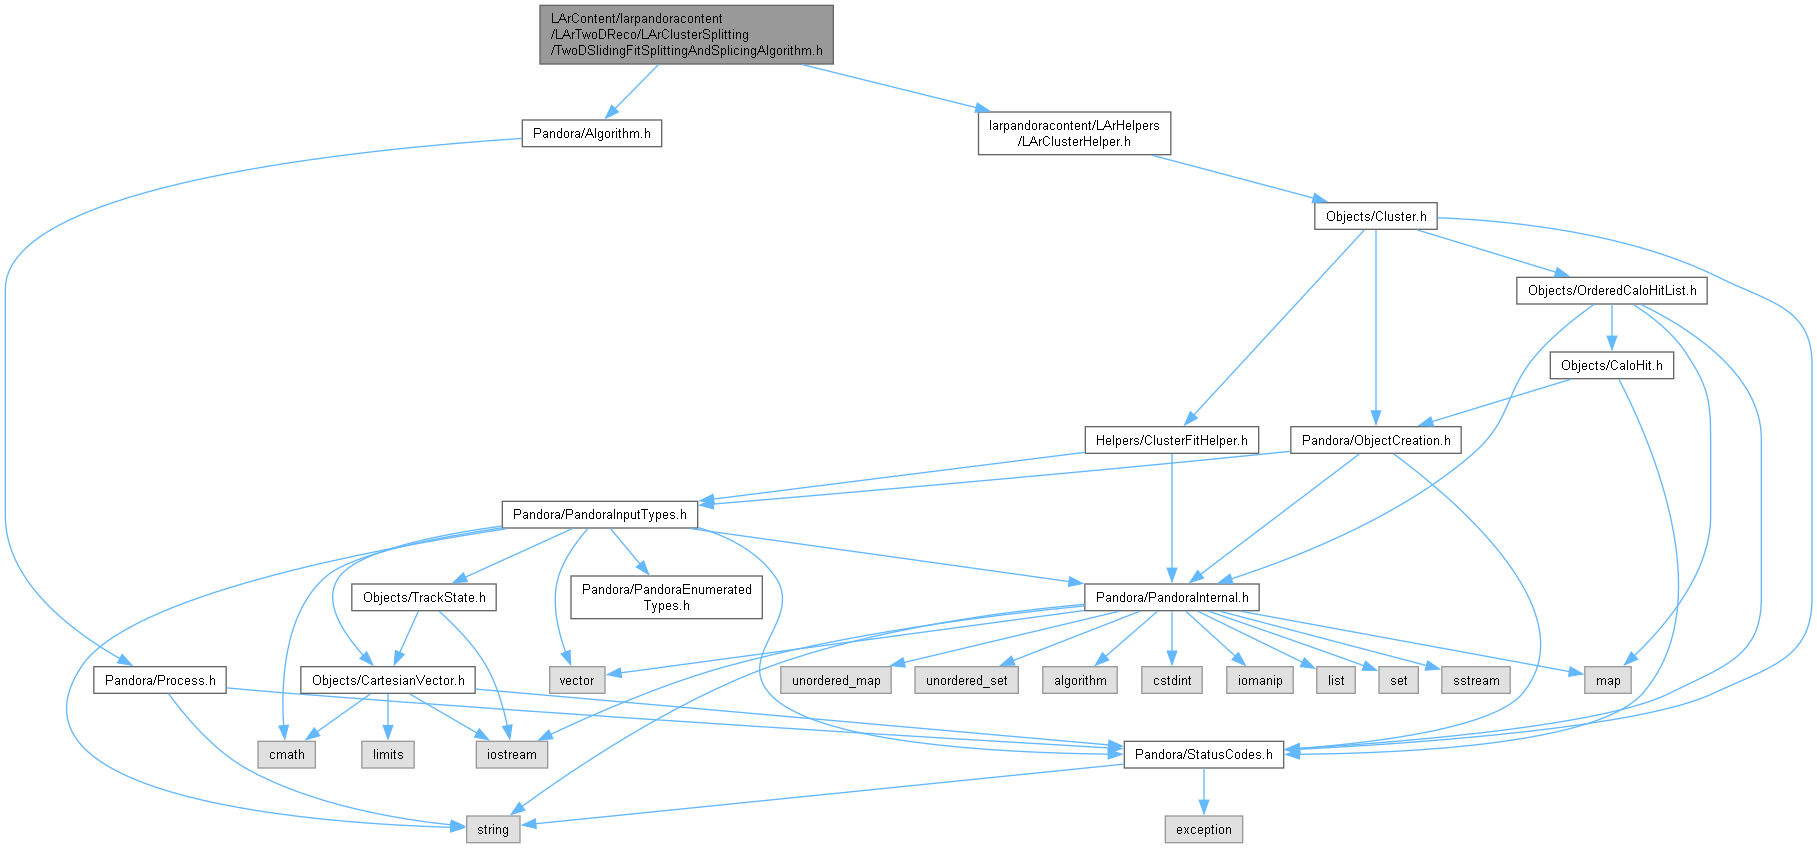 LArContent/larpandoracontent
/LArTwoDReco/LArClusterSplitting
/TwoDSlidingFitSplittingAndSplicingAlgorithm.h
Pandora/Algorithm.h
larpandoracontent/LArHelpers
/LArClusterHelper.h
Objects/Cluster.h
Objects/OrderedCaloHitList.h
Objects/CaloHit.h
Helpers/ClusterFitHelper.h
Pandora/ObjectCreation.h
Pandora/PandoraInputTypes.h
Objects/TrackState.h
Pandora/PandoraEnumerated
Types.h
Pandora/PandoraInternal.h
Pandora/Process.h
Objects/CartesianVector.h
vector
unordered_map
unordered_set
algorithm
cstdint
iomanip
list
set
sstream
map
cmath
limits
iostream
Pandora/StatusCodes.h
string
exception